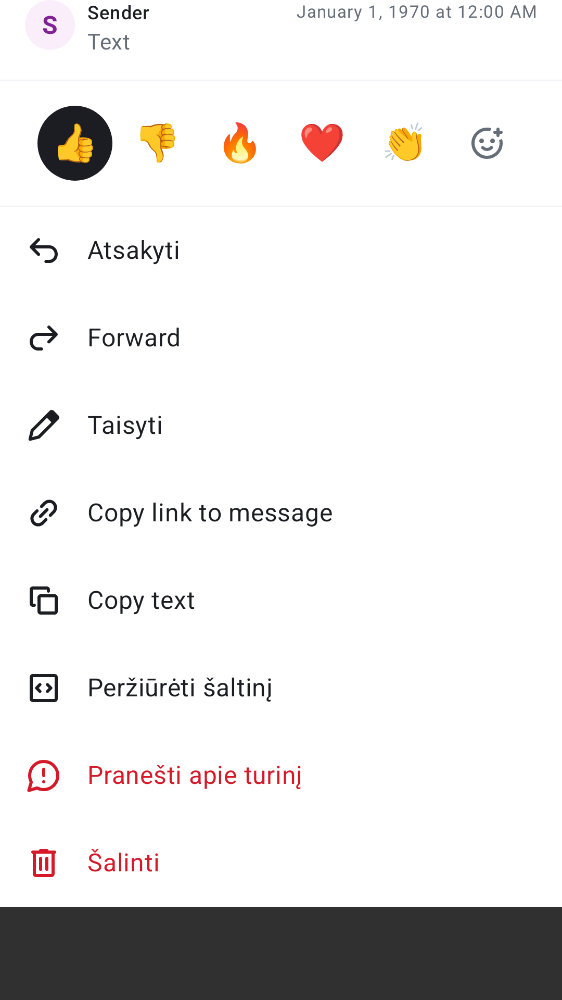 S
Sender
January 1, 1970 at 12:00 AM
Text
Atsakyti
Forward
Taisyti
Copy link to message
Copy text
Peržiūrėti šaltinį
Pranešti apie turinį
Šalinti